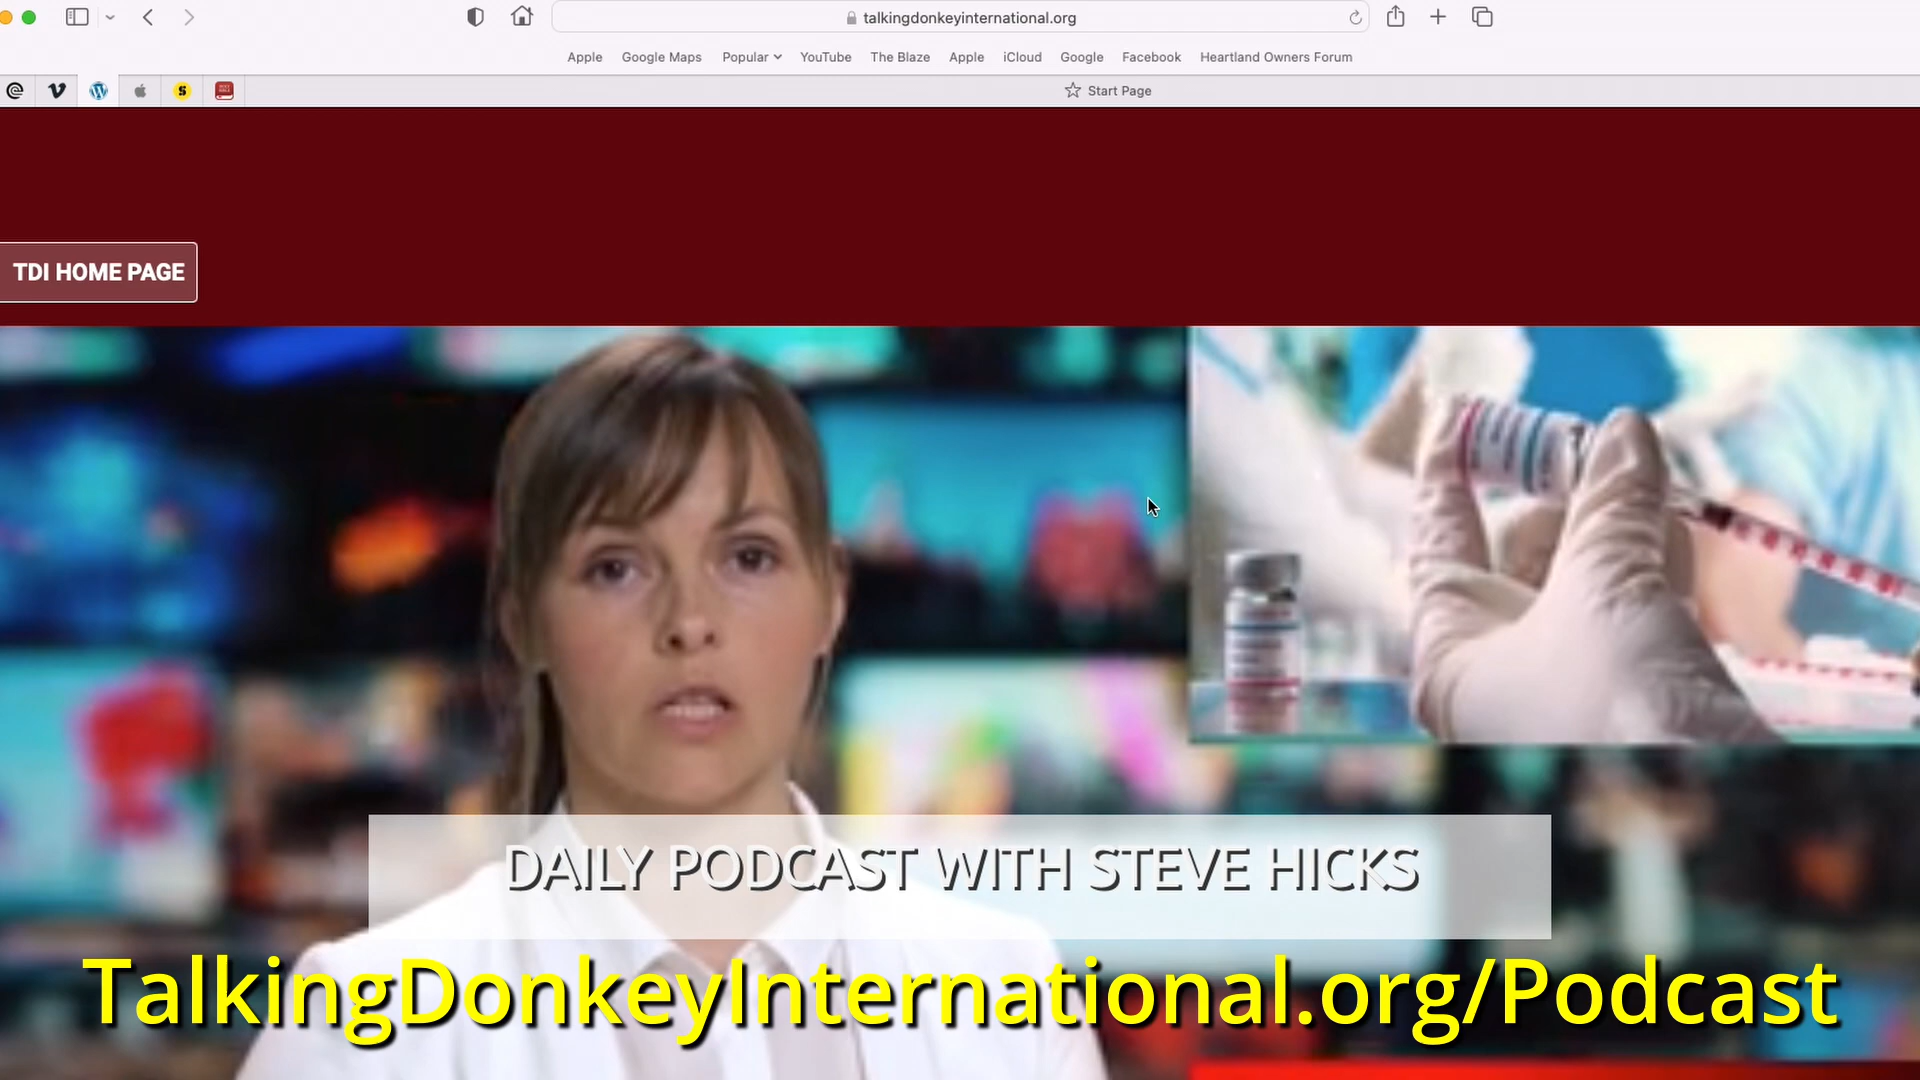 talkingdonkeyinternational.org
Apple Google Maps Popular YouTube The Blaze Apple iCloud Google Facebook Heartland Owners Forum
Start Page
TDI HOME PAGE
DAILY PODCAST WITH STEVE HICKS
TalkingDonkeyInternational.org/Podcast